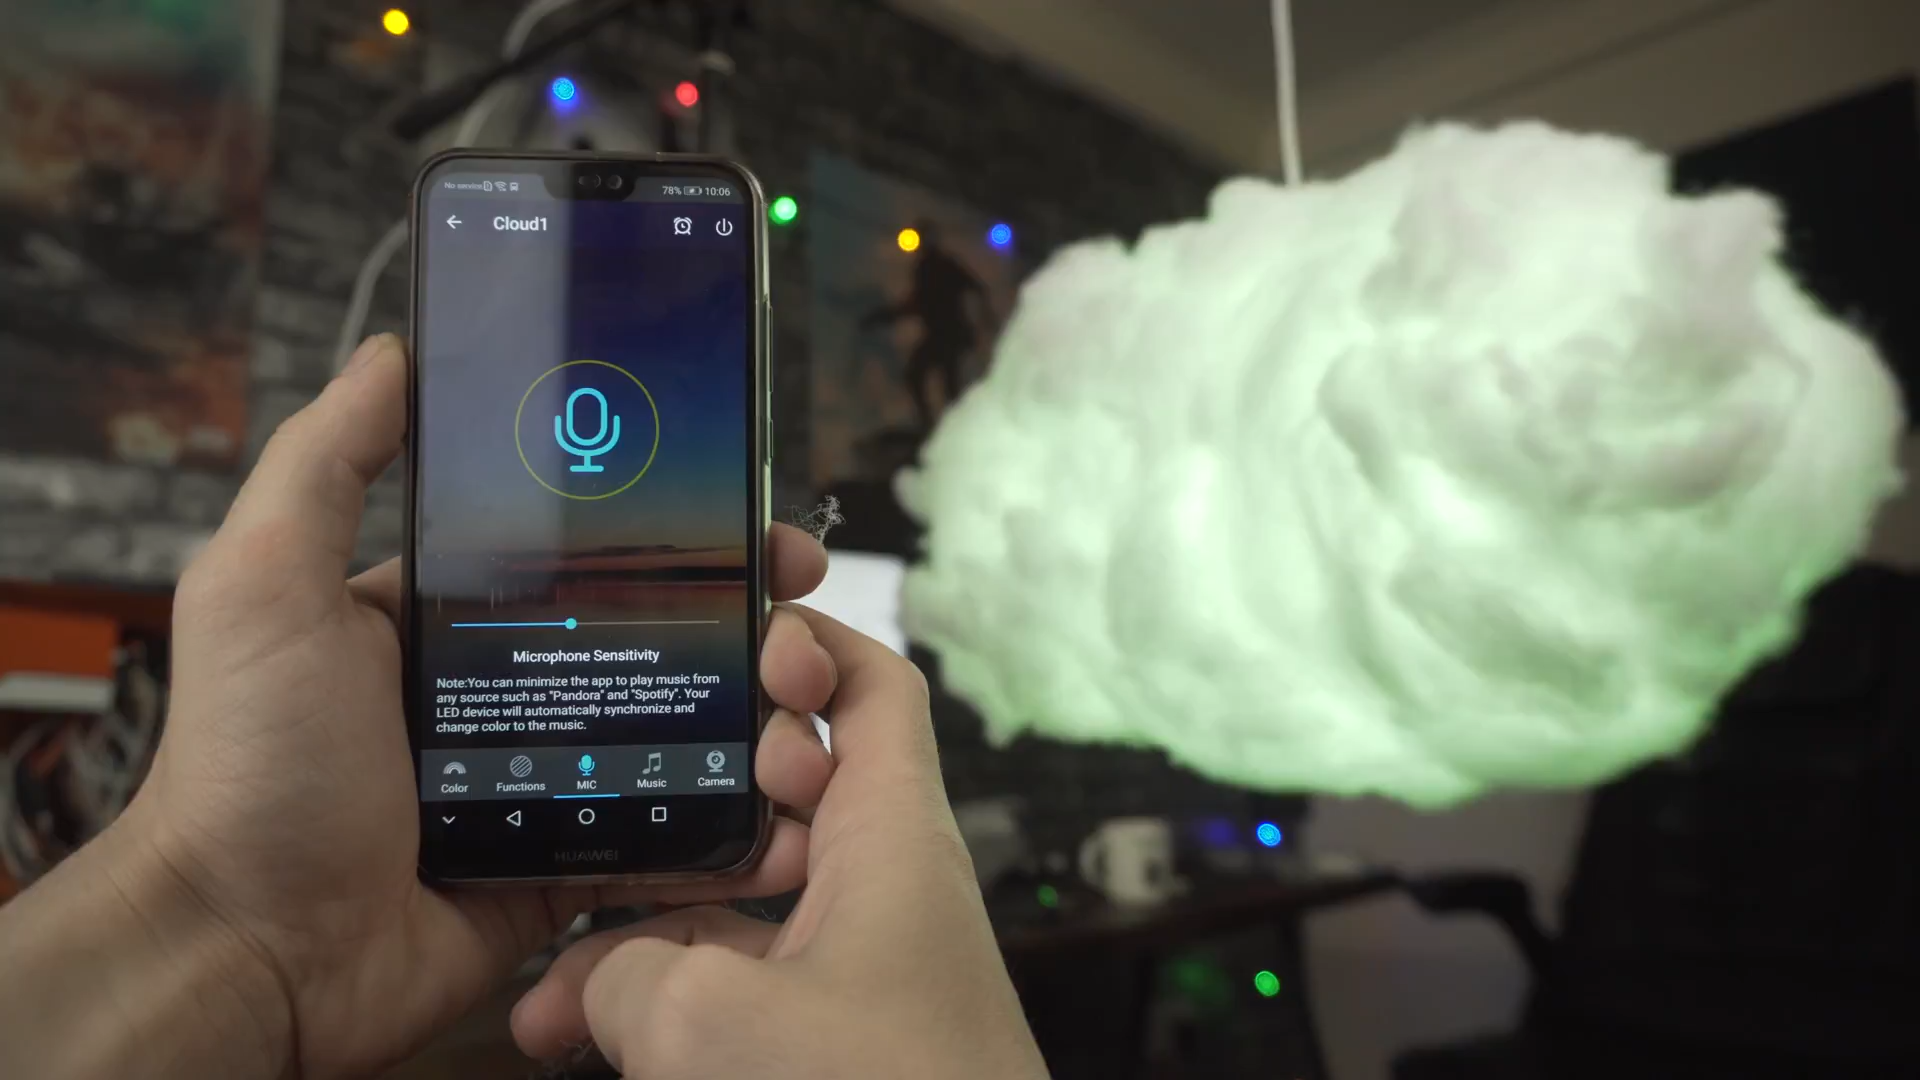 No service 78% 10:06
Cloud1
Microphone Sensitivity
Note:You can minimize the app to play music from
any source such as "Pandora" and "Spotify". Your
LED device will automatically synchronize and
change color to the music.
Color Functions MIC Music Camera
HUAWEI